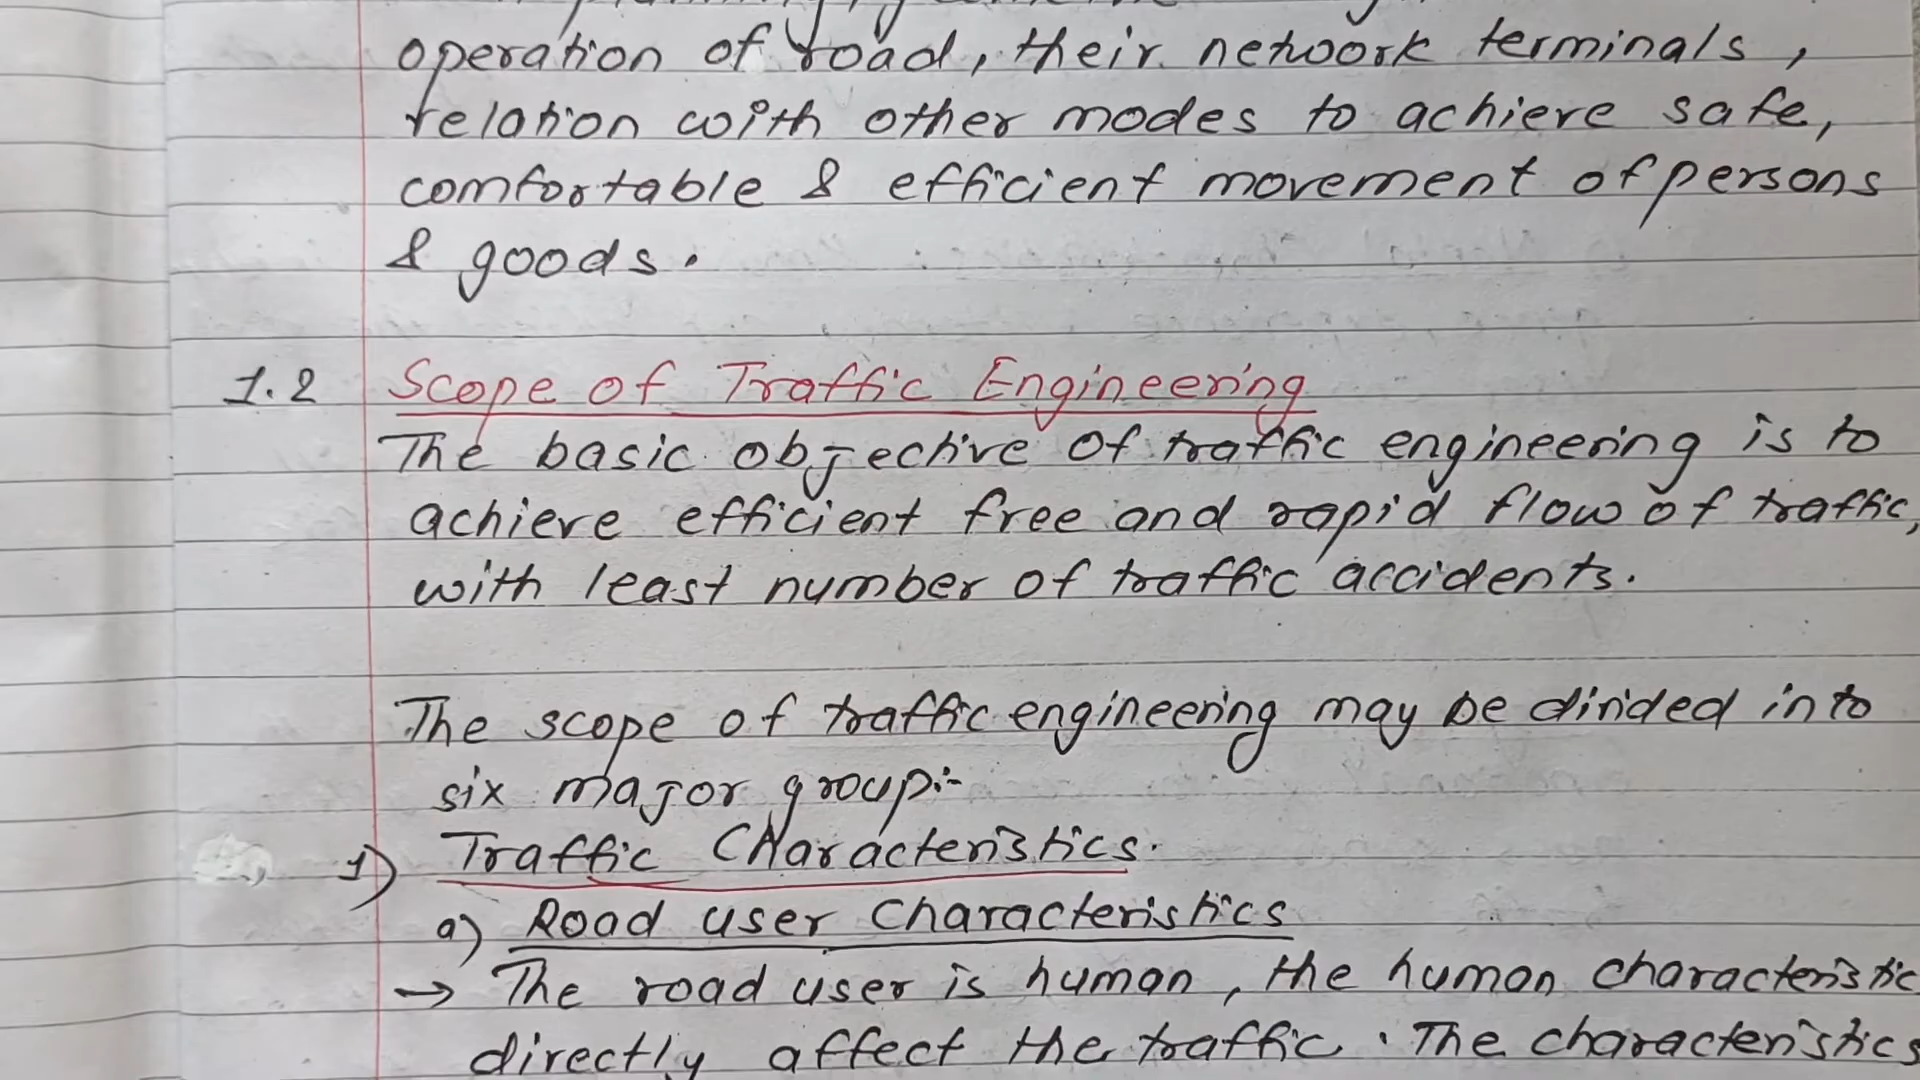 operation of road, their network terminals,
relation with other modes to achieve safe,
comfortable & efficient movement of persons
& goods.
1.2 Scope of Traffic Engineering
The basic objective of traffic engineering is to
achieve efficient free and rapid flow of traffic,
with least number of traffic accidents.
The scope of traffic engineering may be divided into
six major group:-
1) Traffic Characteristics.
a) Road user characteristics
→ The road user is human, the human characteristic
directly affect the traffic. The characteristics